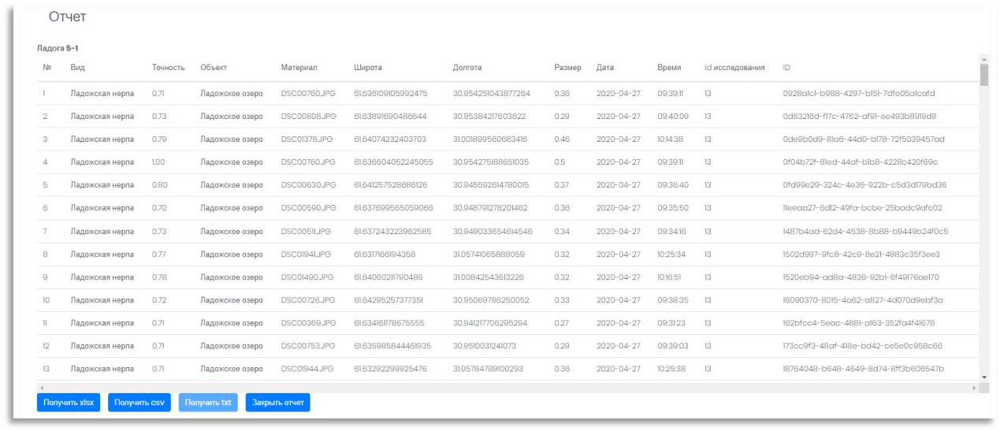 Отчет
Ладога 5-1
№ Вид Точность Объект Материал Широта Долгота Размер Дата Время Id исследования ID
1 Ладожская нерпа 0.71 Ладожское озеро DSC00760.JPG 61.636109105992475 30.954251043877264 0.36 2020-04-27 09:39:11 13 0928a1c1-b988-4297-b151-7dfe05a1cafd
2 Ладожская нерпа 0.73 Ладожское озеро DSC00808.JPG 61.63891690486644 30.95384217603622 0.29 2020-04-27 09:40:09 13 0d63216d-f17c-4762-af91-ee493b8919d9
3 Ладожская нерпа 0.79 Ладожское озеро DSC01378.JPG 61.64074232403703 31.001899560683416 0.46 2020-04-27 10:14:38 13 0de9b0d9-81a6-44d0-b178-72f5039457ad
4 Ладожская нерпа 1.00 Ладожское озеро DSC00760.JPG 61.636604052245055 30.954275188651035 0.5 2020-04-27 09:39:11 13 0f04b72f-81ed-44af-b1b8-4228c420f69c
5 Ладожская нерпа 0.80 Ладожское озеро DSC00630.JPG 61.641257528686126 30.945592614780015 0.37 2020-04-27 09:36:40 13 0fd99e29-324c-4e36-922b-c5d3d179bd36
6 Ладожская нерпа 0.70 Ладожское озеро DSC00590.JPG 61.637699565059066 30.948791278201462 0.36 2020-04-27 09:35:50 13 11eeaa27-6d12-49fa-bcbe-25badc9afc02
7 Ладожская нерпа 0.73 Ладожское озеро DSC00511.JPG 61.637243223962585 30.949033654614546 0.34 2020-04-27 09:34:16 13 1487b4ad-62d4-4538-8b88-b9449b24f0c5
8 Ладожская нерпа 0.77 Ладожское озеро DSC01941.JPG 61.6317166194358 31.05741065888059 0.32 2020-04-27 10:25:34 13 1502d997-9fc8-42c9-8e21-4983c35f3ee3
9 Ладожская нерпа 0.78 Ладожское озеро DSC01490.JPG 61.64060211790486 31.00842543613226 0.32 2020-04-27 10:16:51 13 1520eb94-ad8a-4836-92b1-6f49176ae170
10 Ладожская нерпа 0.72 Ладожское озеро DSC00726.JPG 61.64295257377351 30.95069786250052 0.33 2020-04-27 09:38:35 13 16090370-8015-4a62-a827-4d070d9ebf3a
11 Ладожская нерпа 0.71 Ладожское озеро DSC00369.JPG 61.634161178675555 30.941217706295294 0.27 2020-04-27 09:31:23 13 162bfcc4-5eac-4881-a163-352fa4f41678
12 Ладожская нерпа 0.71 Ладожское озеро DSC00753.JPG 61.635985844461935 30.9510031241073 0.29 2020-04-27 09:39:03 13 173cc9f3-48af-418e-bd42-ce5e0c958c66
13 Ладожская нерпа 0.71 Ладожское озеро DSC01944.JPG 61.63292299925476 31.05784789100293 0.36 2020-04-27 10:25:38 13 18764048-b648-4649-8d74-8ff3b606547b
Получить xlsx Получить csv Получить txt Закрыть отчет